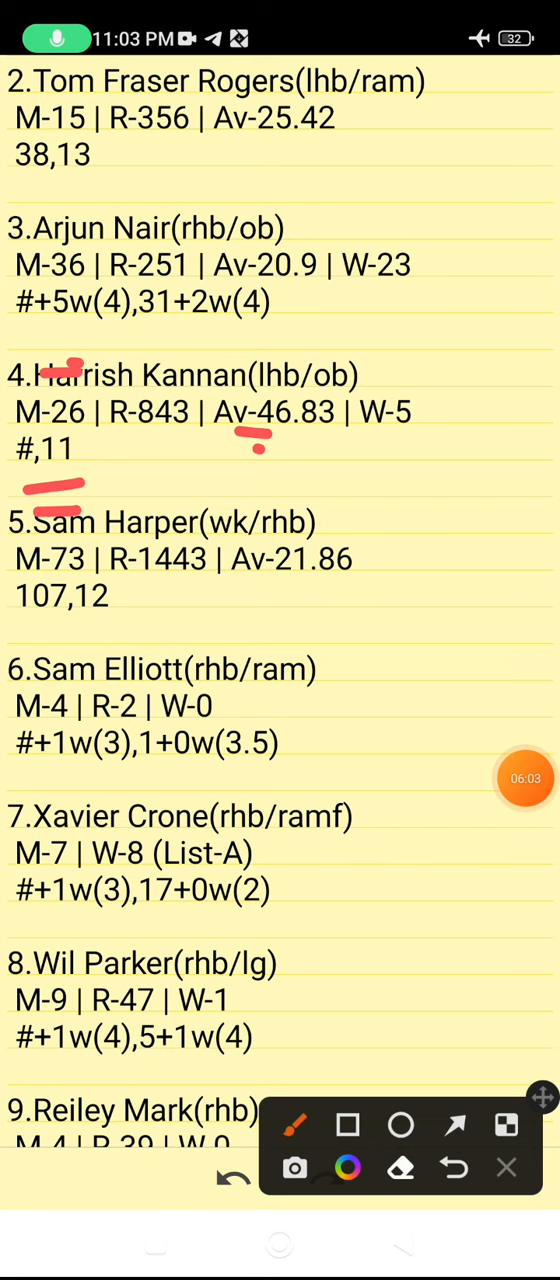 11:03 PM
32
2.Tom Fraser Rogers(lhb/ram)
M-15 | R-356 | Av-25.42
38,13
3.Arjun Nair(rhb/ob)
M-36 | R-251 | Av-20.9 | W-23
#+5w(4),31+2w(4)
4.Harrish Kannan(lhb/ob)
M-26 | R-843 | Av-46.83 | W-5
#,11
5.Sam Harper(wk/rhb)
M-73 | R-1443 | Av-21.86
107,12
6.Sam Elliott(rhb/ram)
M-4 | R-2 | W-0
#+1w(3),1+0w(3.5)
06:03
7.Xavier Crone(rhb/ramf)
M-7 | W-8 (List-A)
#+1w(3),17+0w(2)
8.Wil Parker(rhb/lg)
M-9 | R-47 | W-1
#+1w(4),5+1w(4)
9.Reiley Mark(rhb)
M-4 | R-39 | W-0